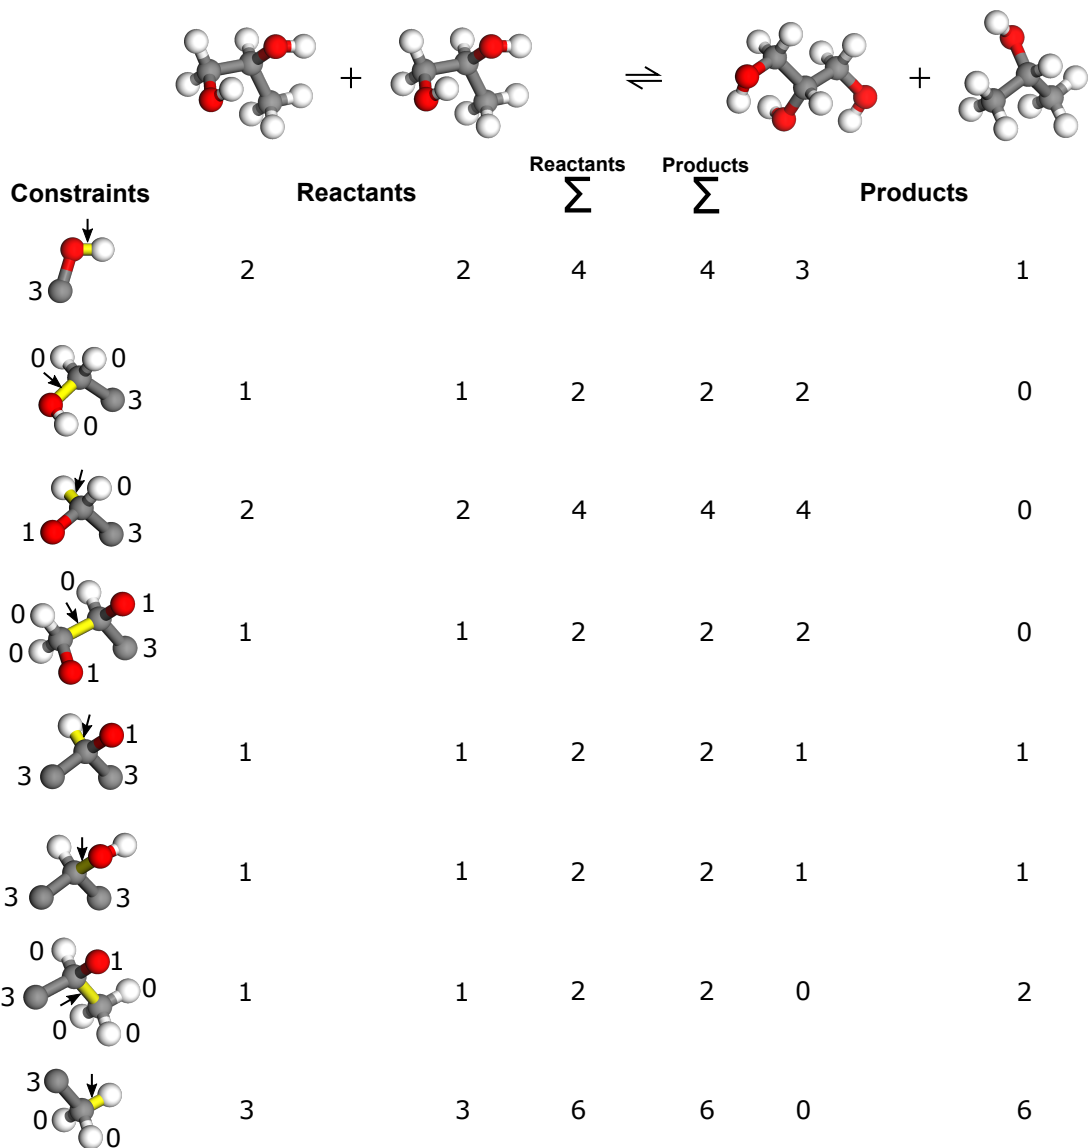 + ⇌ +
Reactants Products
Constraints Reactants Σ Σ Products
3 2 2 4 4 3 1
0 0
3
0
1 1 2 2 2 0
0
1 3
2 2 4 4 4 0
0
0 1
0 3
1
1 1 2 2 2 0
1
3 3
1 1 2 2 1 1
3 3
1 1 2 2 1 1
0 1
3 0
0 0
1 1 2 2 0 2
3
0
0
3 3 6 6 0 6